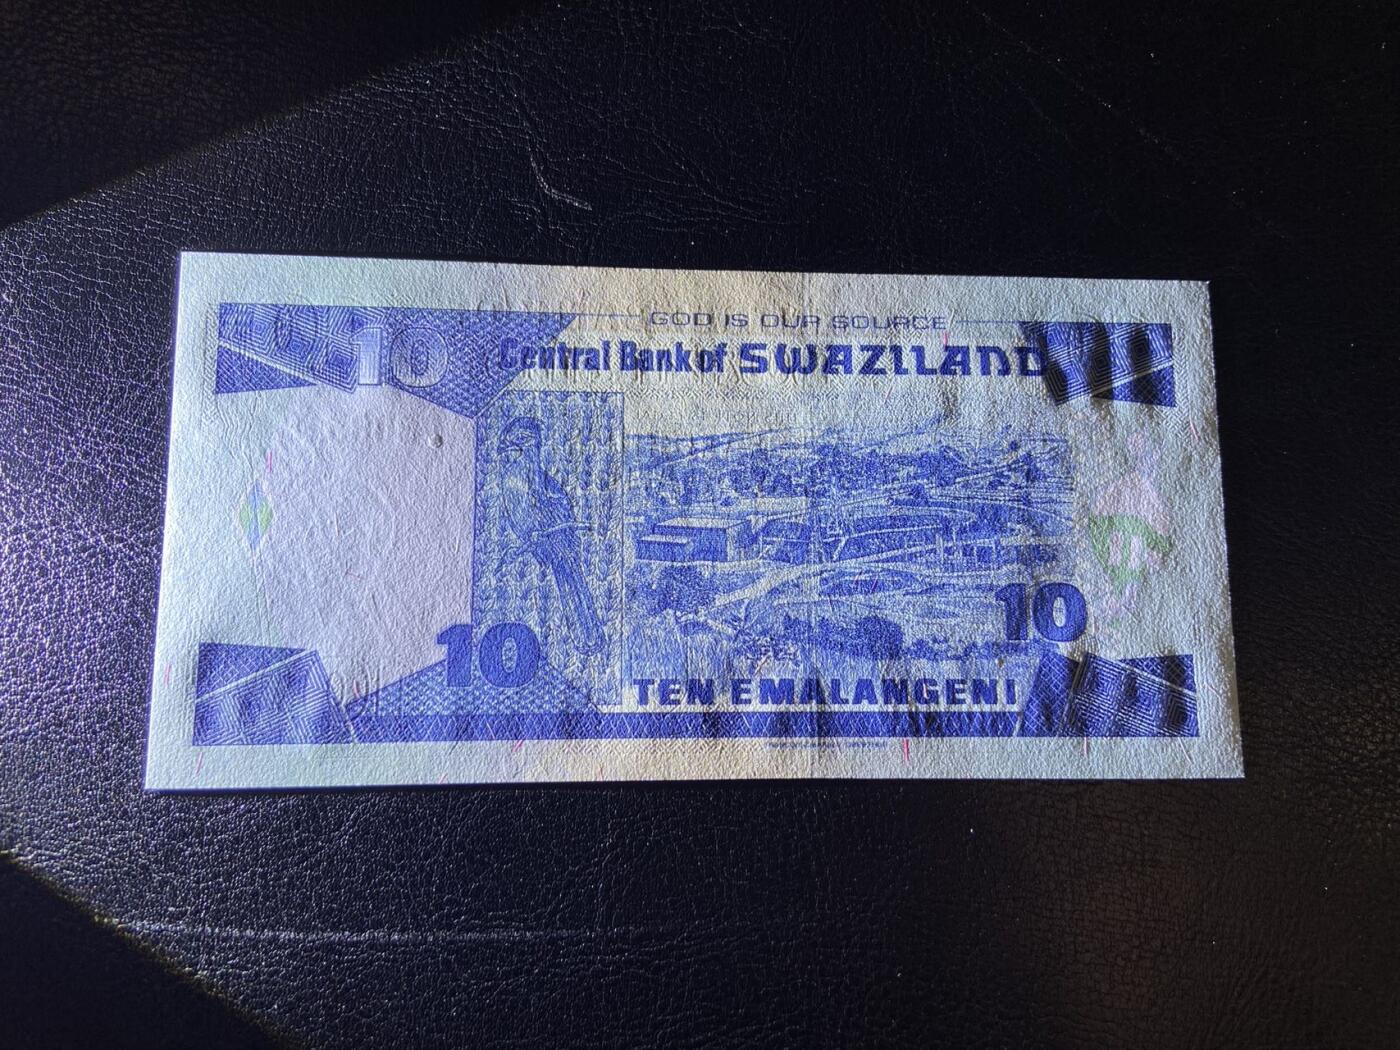 GOD IS OUR SOURCE
10
Central Bank of SWAZILAND
10
10
TEN EMALANGENI